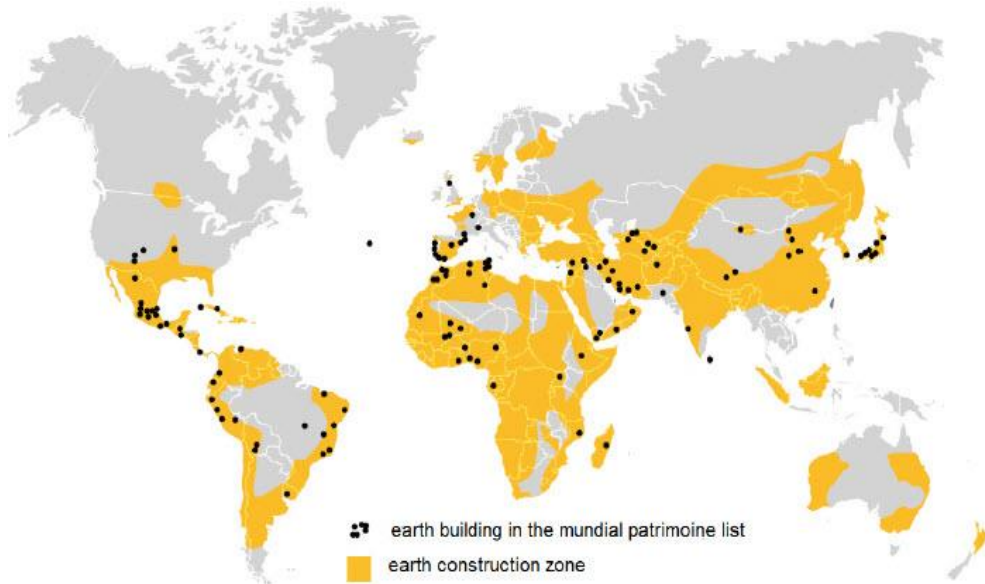 earth building in the mundial patrimoine list
earth construction zone